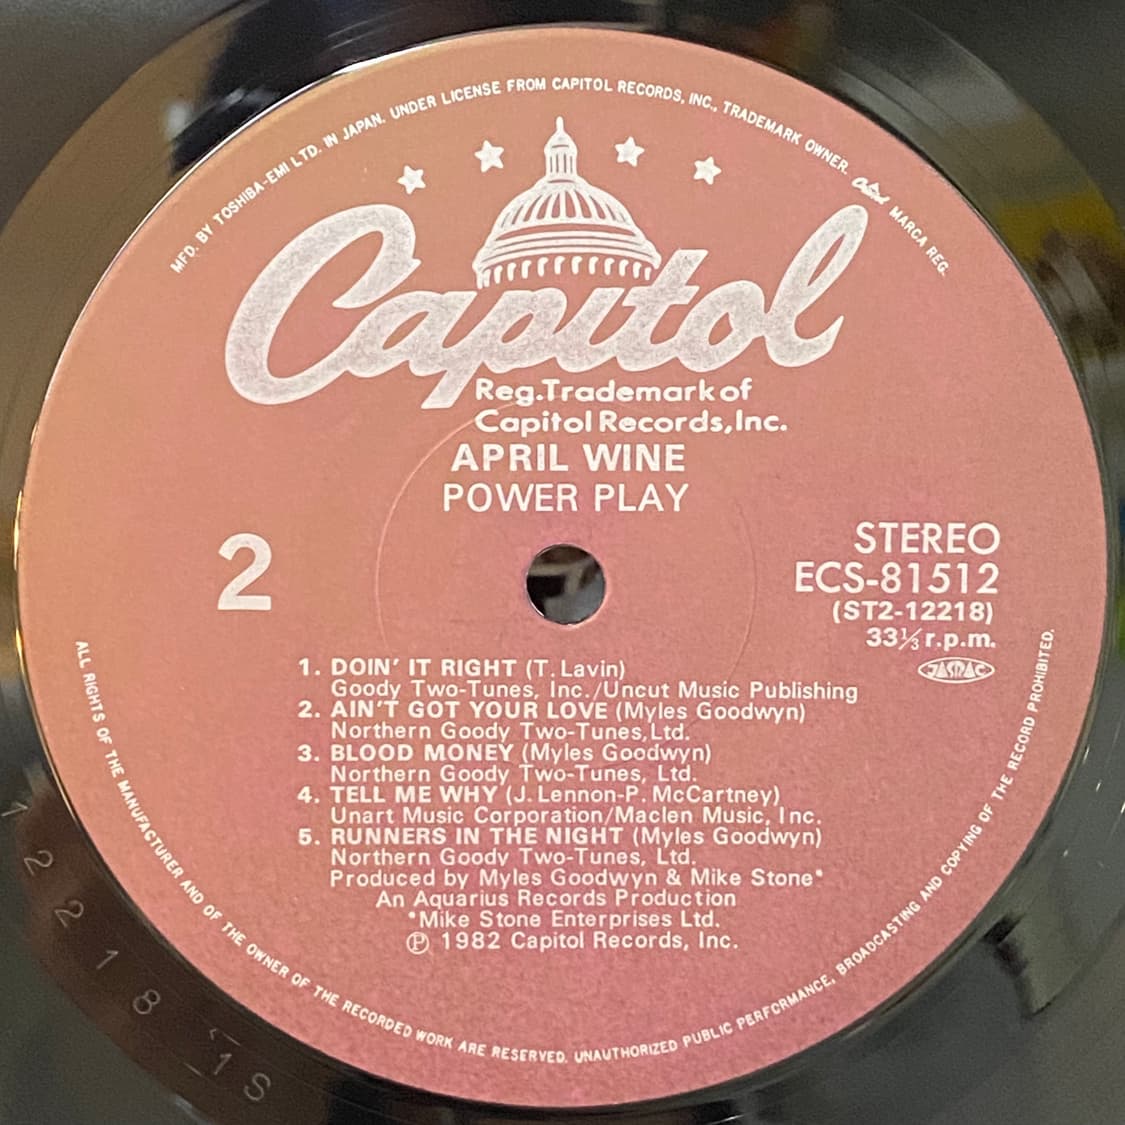 MFD. BY TOSHIBA-EMI LTD. IN JAPAN. UNDER LICENSE FROM CAPITOL RECORDS, INC., TRADEMARK OWNER. Capitol MARCA REG.
Capitol
Reg.Trademark of
Capitol Records,Inc.
APRIL WINE
POWER PLAY
2
STEREO
ECS-81512
(ST2-12218)
33⅓ r.p.m.
JASRAC
1. DOIN' IT RIGHT (T. Lavin)
Goody Two-Tunes, Inc./Uncut Music Publishing
2. AIN'T GOT YOUR LOVE (Myles Goodwyn)
Northern Goody Two-Tunes,Ltd.
3. BLOOD MONEY (Myles Goodwyn)
Northern Goody Two-Tunes, Ltd.
4. TELL ME WHY (J. Lennon-P. McCartney)
Unart Music Corporation/Maclen Music, Inc.
5. RUNNERS IN THE NIGHT (Myles Goodwyn)
Northern Goody Two-Tunes, Ltd.
Produced by Myles Goodwyn & Mike Stone*
An Aquarius Records Production
*Mike Stone Enterprises Ltd.
Ⓟ 1982 Capitol Records, Inc.
ALL RIGHTS OF THE MANUFACTURER AND OF THE OWNER OF THE RECORDED WORK ARE RESERVED. UNAUTHORIZED PUBLIC PERFORMANCE, BROADCASTING AND COPYING OF THE RECORD PROHIBITED.
1 2 2 1 8
1S